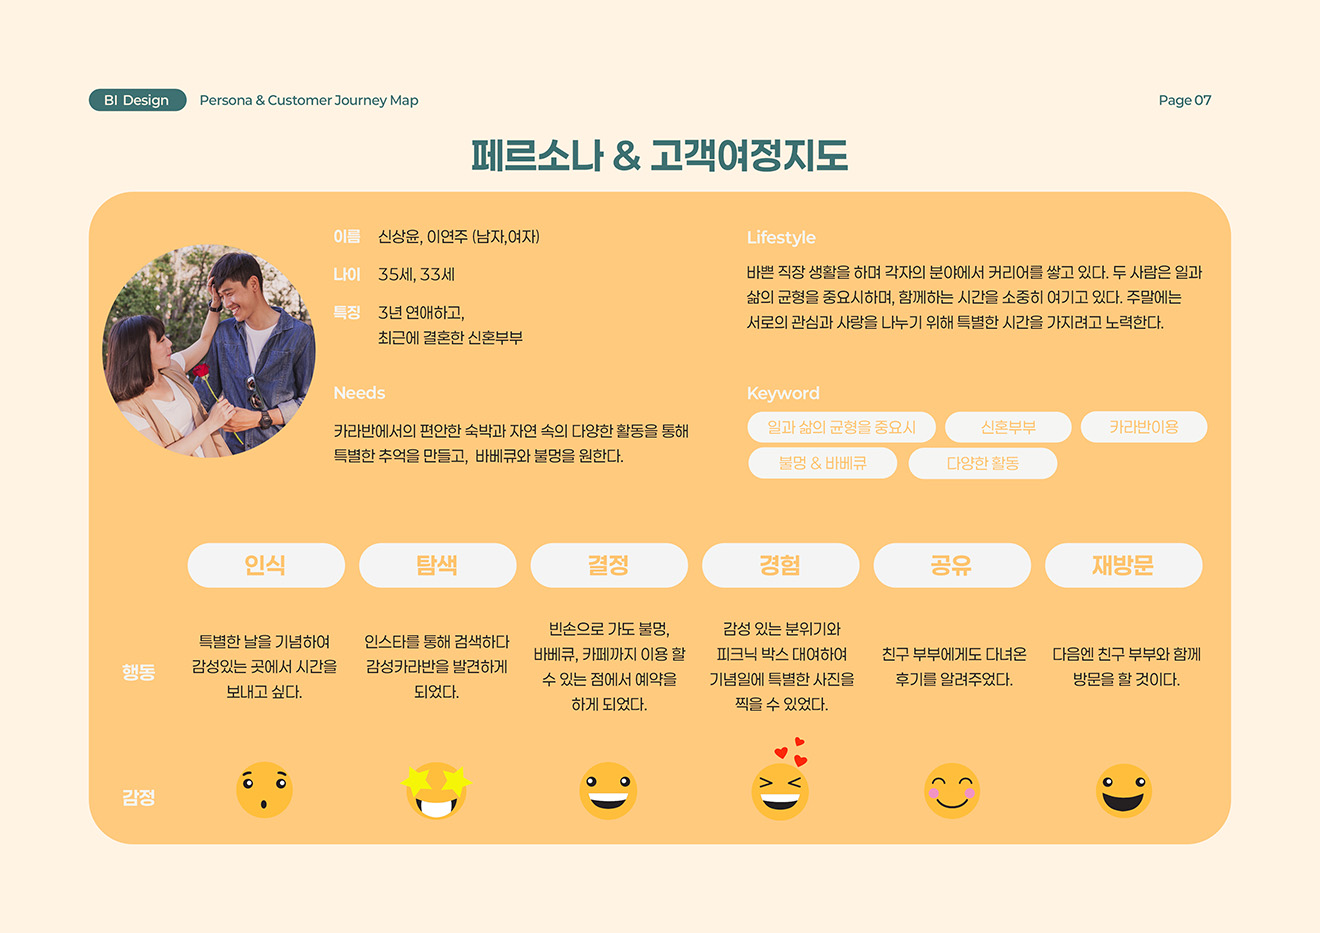 BI Design
Persona & Customer Journey Map
Page 07
페르소나 & 고객여정지도
이름 신상윤, 이연주 (남자,여자)
나이 35세, 33세
특징 3년 연애하고,
최근에 결혼한 신혼부부
Needs
카라반에서의 편안한 숙박과 자연 속의 다양한 활동을 통해
특별한 추억을 만들고, 바베큐와 불멍을 원한다.
Lifestyle
바쁜 직장 생활을 하며 각자의 분야에서 커리어를 쌓고 있다. 두 사람은 일과
삶의 균형을 중요시하며, 함께하는 시간을 소중히 여기고 있다. 주말에는
서로의 관심과 사랑을 나누기 위해 특별한 시간을 가지려고 노력한다.
Keyword
일과 삶의 균형을 중요시
신혼부부
카라반이용
불멍 & 바베큐
다양한 활동
인식
탐색
결정
경험
공유
재방문
행동
특별한 날을 기념하여
감성있는 곳에서 시간을
보내고 싶다.
인스타를 통해 검색하다
감성카라반을 발견하게
되었다.
빈손으로 가도 불멍,
바베큐, 카페까지 이용 할
수 있는 점에서 예약을
하게 되었다.
감성 있는 분위기와
피크닉 박스 대여하여
기념일에 특별한 사진을
찍을 수 있었다.
친구 부부에게도 다녀온
후기를 알려주었다.
다음엔 친구 부부와 함께
방문을 할 것이다.
감정